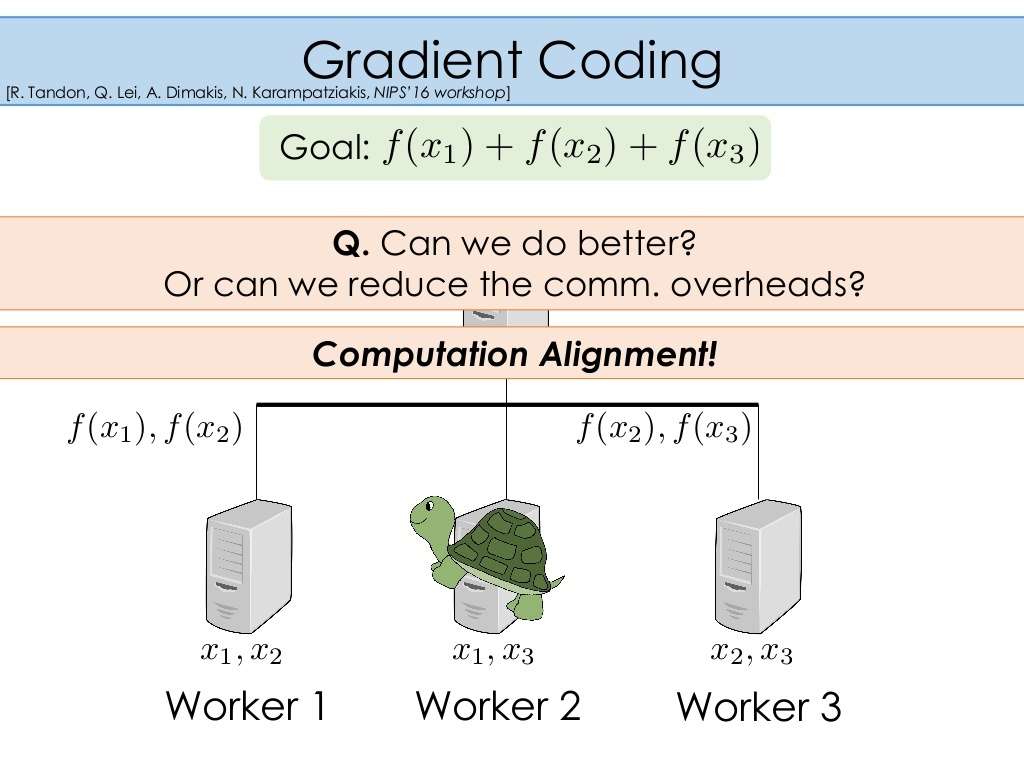 Gradient Coding
[R. Tandon, Q. Lei, A. Dimakis, N. Karampatziakis, NIPS'16 workshop]
Goal: f(x₁) + f(x₂) + f(x₃)
Q. Can we do better?
Or can we reduce the comm. overheads?
Computation Alignment!
f(x₁), f(x₂)
f(x₂), f(x₃)
x₁, x₂
x₁, x₃
x₂, x₃
Worker 1
Worker 2
Worker 3